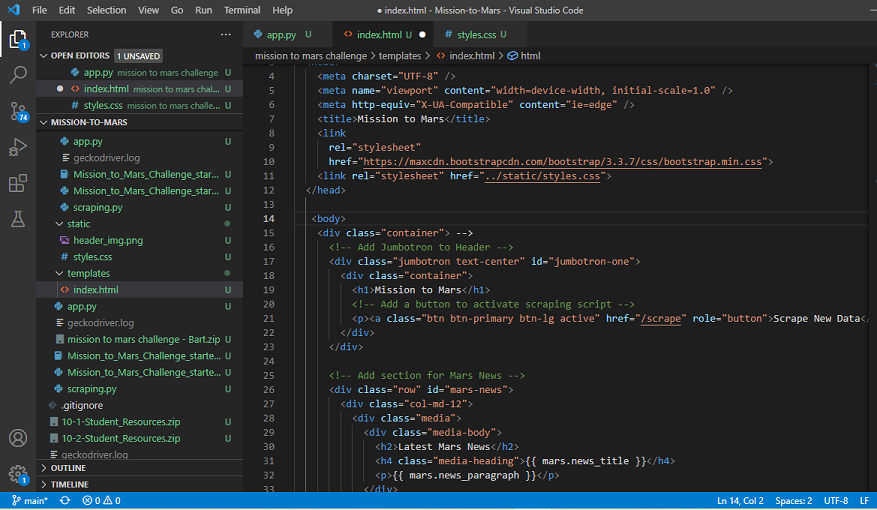 File Edit Selection View Go Run Terminal Help
● index.html - Mission-to-Mars - Visual Studio Code
EXPLORER ...
app.py U
index.html U ●
styles.css U
OPEN EDITORS 1 UNSAVED
app.py mission to mars challenge U
● index.html mission to mars chal... U
styles.css mission to mars challe... U
MISSION-TO-MARS
app.py U
geckodriver.log
Mission_to_Mars_Challenge_star... U
Mission_to_Mars_Challenge_star... U
scraping.py U
static
header_img.png U
styles.css U
templates
index.html U
app.py U
geckodriver.log
mission to mars challenge - Bart.zip U
Mission_to_Mars_Challenge_starte... U
Mission_to_Mars_Challenge_starte... U
scraping.py U
.gitignore
10-1-Student_Resources.zip U
10-2-Student_Resources.zip U
geckodriver.log
OUTLINE
TIMELINE
1
74
1
mission to mars challenge > templates > index.html > html
4 <meta charset="UTF-8" />
5 <meta name="viewport" content="width=device-width, initial-scale=1.0" />
6 <meta http-equiv="X-UA-Compatible" content="ie=edge" />
7 <title>Mission to Mars</title>
8 <link
9 rel="stylesheet"
10 href="https://maxcdn.bootstrapcdn.com/bootstrap/3.3.7/css/bootstrap.min.css">
11 <link rel="stylesheet" href="../static/styles.css">
12 </head>
13
14 <body>
15 <div class="container"> -->
16 <!-- Add Jumbotron to Header -->
17 <div class="jumbotron text-center" id="jumbotron-one">
18 <div class="container">
19 <h1>Mission to Mars</h1>
20 <!-- Add a button to activate scraping script -->
21 <p><a class="btn btn-primary btn-lg active" href="/scrape" role="button">Scrape New Data</
22 </div>
23 </div>
24
25 <!-- Add section for Mars News -->
26 <div class="row" id="mars-news">
27 <div class="col-md-12">
28 <div class="media">
29 <div class="media-body">
30 <h2>Latest Mars News</h2>
31 <h4 class="media-heading">{{ mars.news_title }}</h4>
32 <p>{{ mars.news_paragraph }}</p>
33 </div>
main* 0 0 Ln 14, Col 2 Spaces: 2 UTF-8 LF